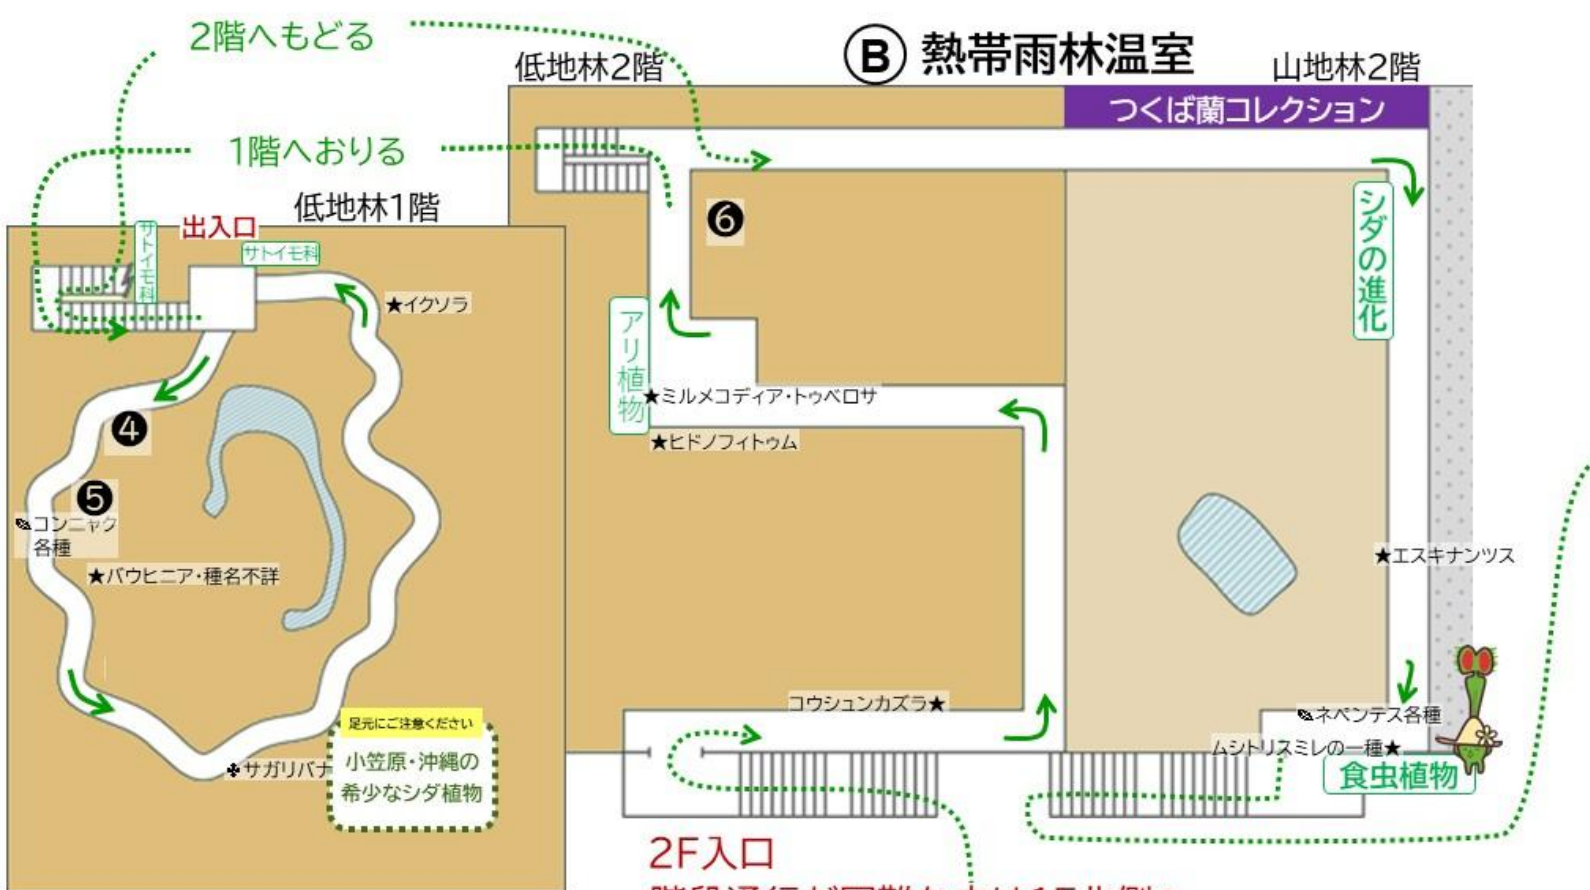 2階へもどる
Ⓑ 熱帯雨林温室
低地林2階
山地林2階
つくば蘭コレクション
1階へおりる
低地林1階
出入口
サトイモ科
サトイモ科
★イクソラ
❹
❺
コンニャク
各種
★バウヒニア・種名不詳
サガリバナ
足元にご注意ください
小笠原・沖縄の
希少なシダ植物
❻
アリ植物
★ミルメコディア・トゥベロサ
★ヒドノフィトゥム
コウシュンカズラ★
シダの進化
★エスキナンツス
ネペンテス各種
ムシトリスミレの一種★
食虫植物
2F入口